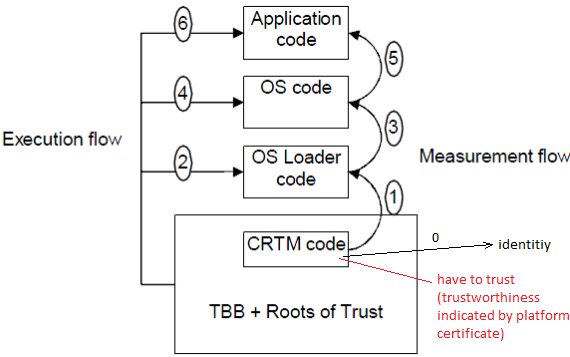 6
Application
code
5
4
OS code
Execution flow
3
Measurement flow
2
OS Loader
code
1
CRTM code
0
identitiy
have to trust
(trustworthiness
indicated by platform
certificate)
TBB + Roots of Trust